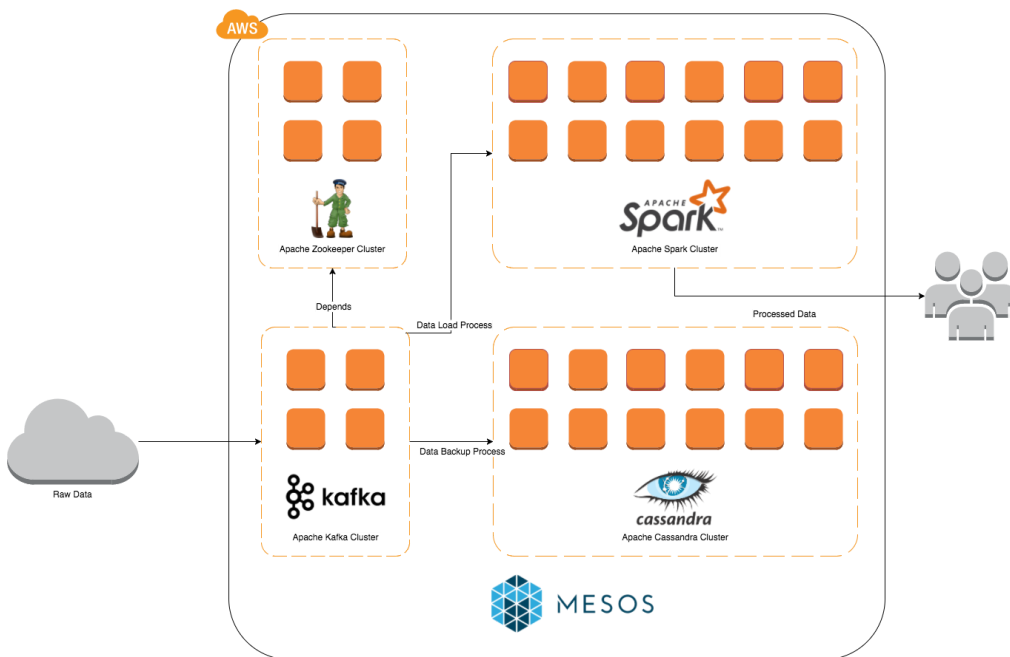 AWS
Apache Zookeeper Cluster
APACHE
Spark
TM
Apache Spark Cluster
Depends
Data Load Process
Processed Data
Raw Data
Data Backup Process
kafka
Apache Kafka Cluster
cassandra
Apache Cassandra Cluster
MESOS